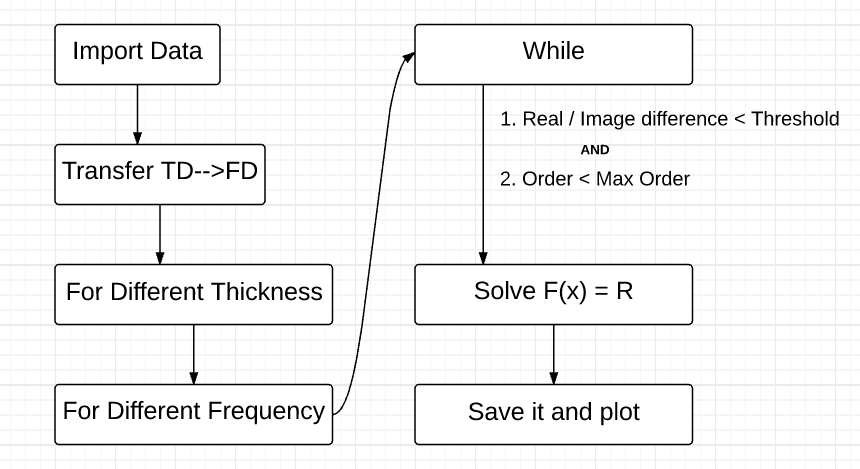 Import Data
Transfer TD-->FD
For Different Thickness
For Different Frequency
While
1. Real / Image difference < Threshold
AND
2. Order < Max Order
Solve F(x) = R
Save it and plot